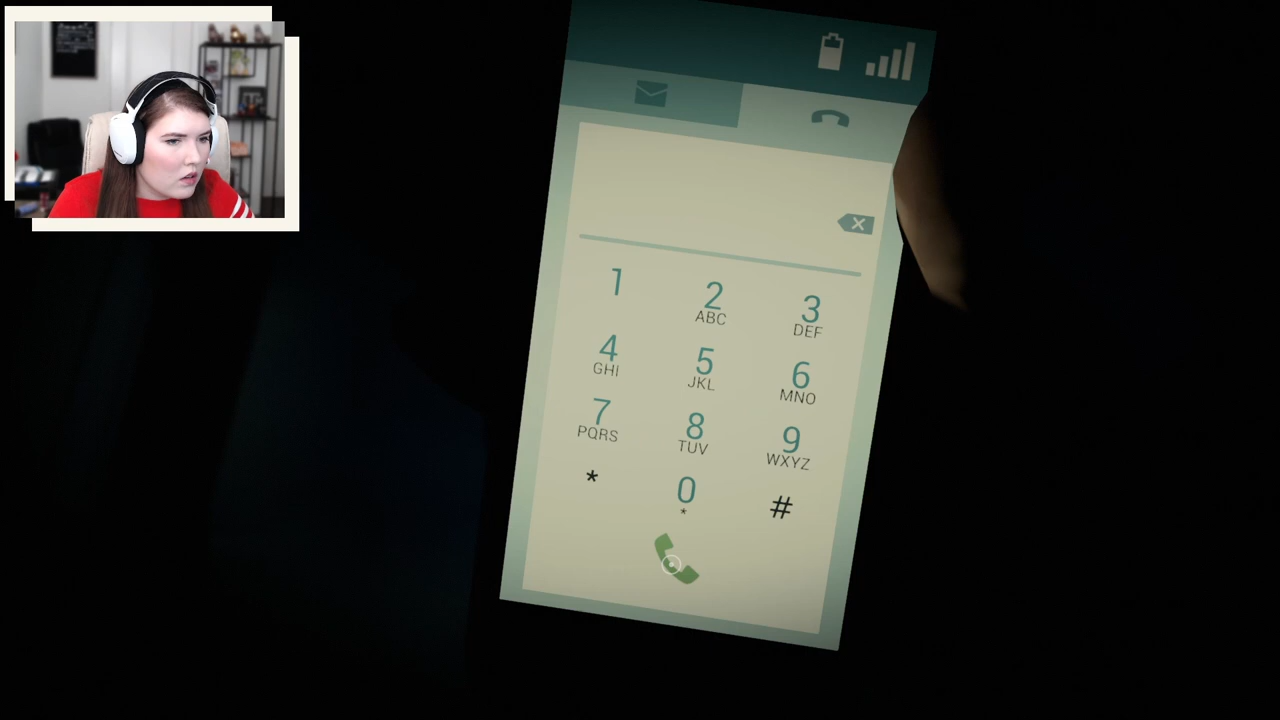 1 2 3
ABC DEF
4 5 6
GHI JKL MNO
7 8 9
PQRS TUV WXYZ
* 0 #
*